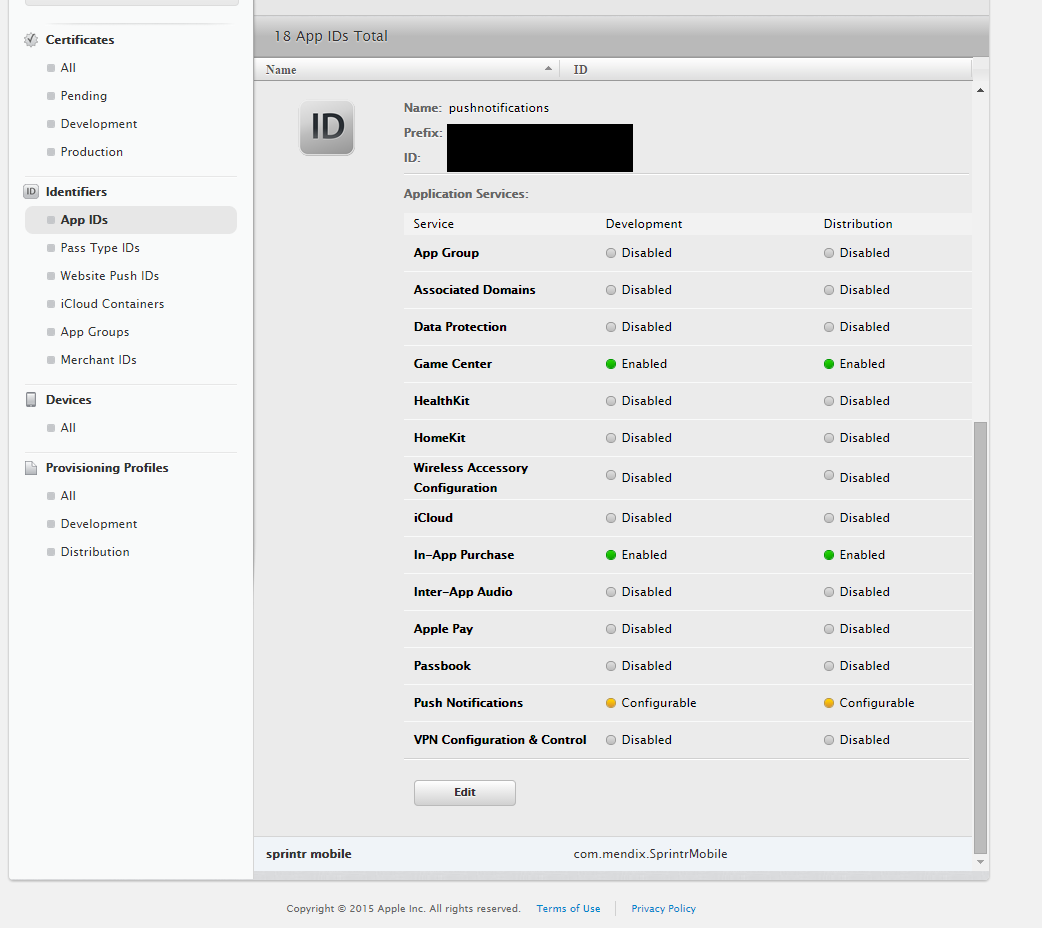 Certificates
All
Pending
Development
Production
ID Identifiers
App IDs
Pass Type IDs
Website Push IDs
iCloud Containers
App Groups
Merchant IDs
Devices
All
Provisioning Profiles
All
Development
Distribution
18 App IDs Total
Name ID
ID
Name: pushnotifications
Prefix:
ID:
Application Services:
Service Development Distribution
App Group Disabled Disabled
Associated Domains Disabled Disabled
Data Protection Disabled Disabled
Game Center Enabled Enabled
HealthKit Disabled Disabled
HomeKit Disabled Disabled
Wireless Accessory
Configuration Disabled Disabled
iCloud Disabled Disabled
In-App Purchase Enabled Enabled
Inter-App Audio Disabled Disabled
Apple Pay Disabled Disabled
Passbook Disabled Disabled
Push Notifications Configurable Configurable
VPN Configuration & Control Disabled Disabled
Edit
sprintr mobile com.mendix.SprintrMobile
Copyright © 2015 Apple Inc. All rights reserved. Terms of Use Privacy Policy